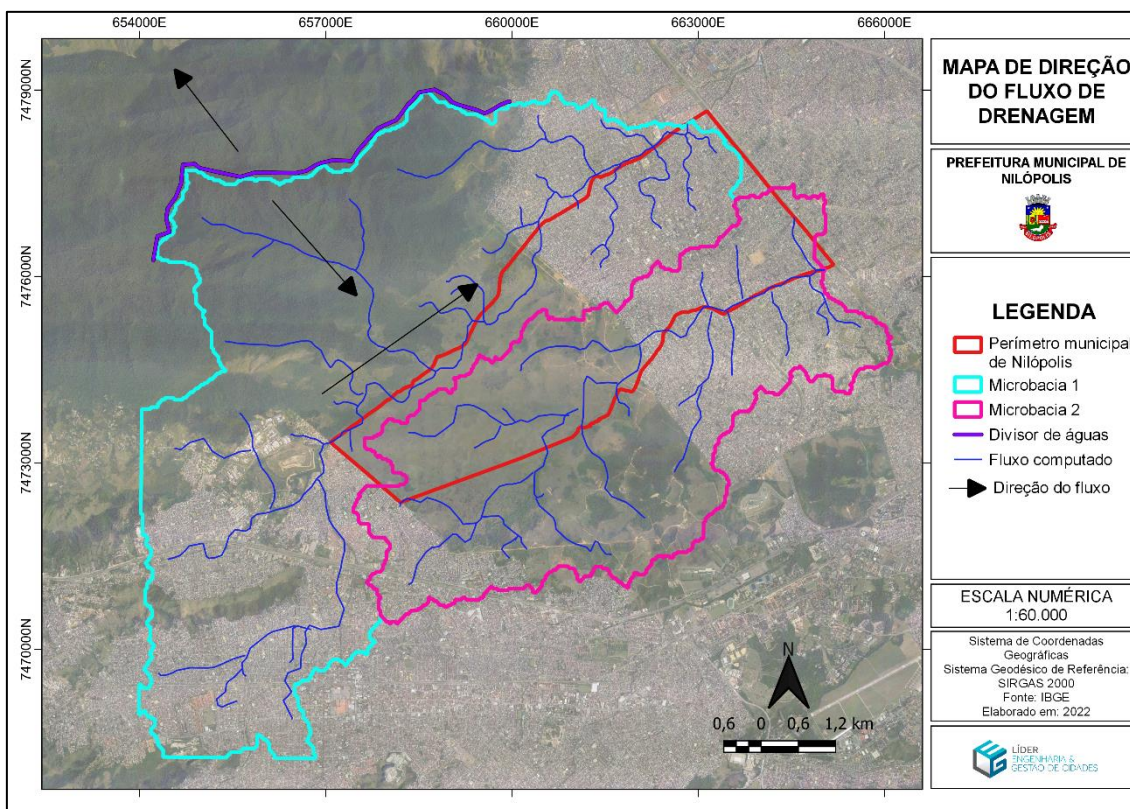 654000E
657000E
660000E
663000E
666000E
7479000N
7476000N
7473000N
7470000N
N
0,6 0 0,6 1,2 km
MAPA DE DIREÇÃO
DO FLUXO DE
DRENAGEM
PREFEITURA MUNICIPAL DE
NILÓPOLIS
LEGENDA
Perímetro municipal
de Nilópolis
Microbacia 1
Microbacia 2
Divisor de águas
Fluxo computado
Direção do fluxo
ESCALA NUMÉRICA
1:60.000
Sistema de Coordenadas
Geográficas
Sistema Geodésico de Referência:
SIRGAS 2000
Fonte: IBGE
Elaborado em: 2022
LÍDER
ENGENHARIA &
GESTÃO DE CIDADES